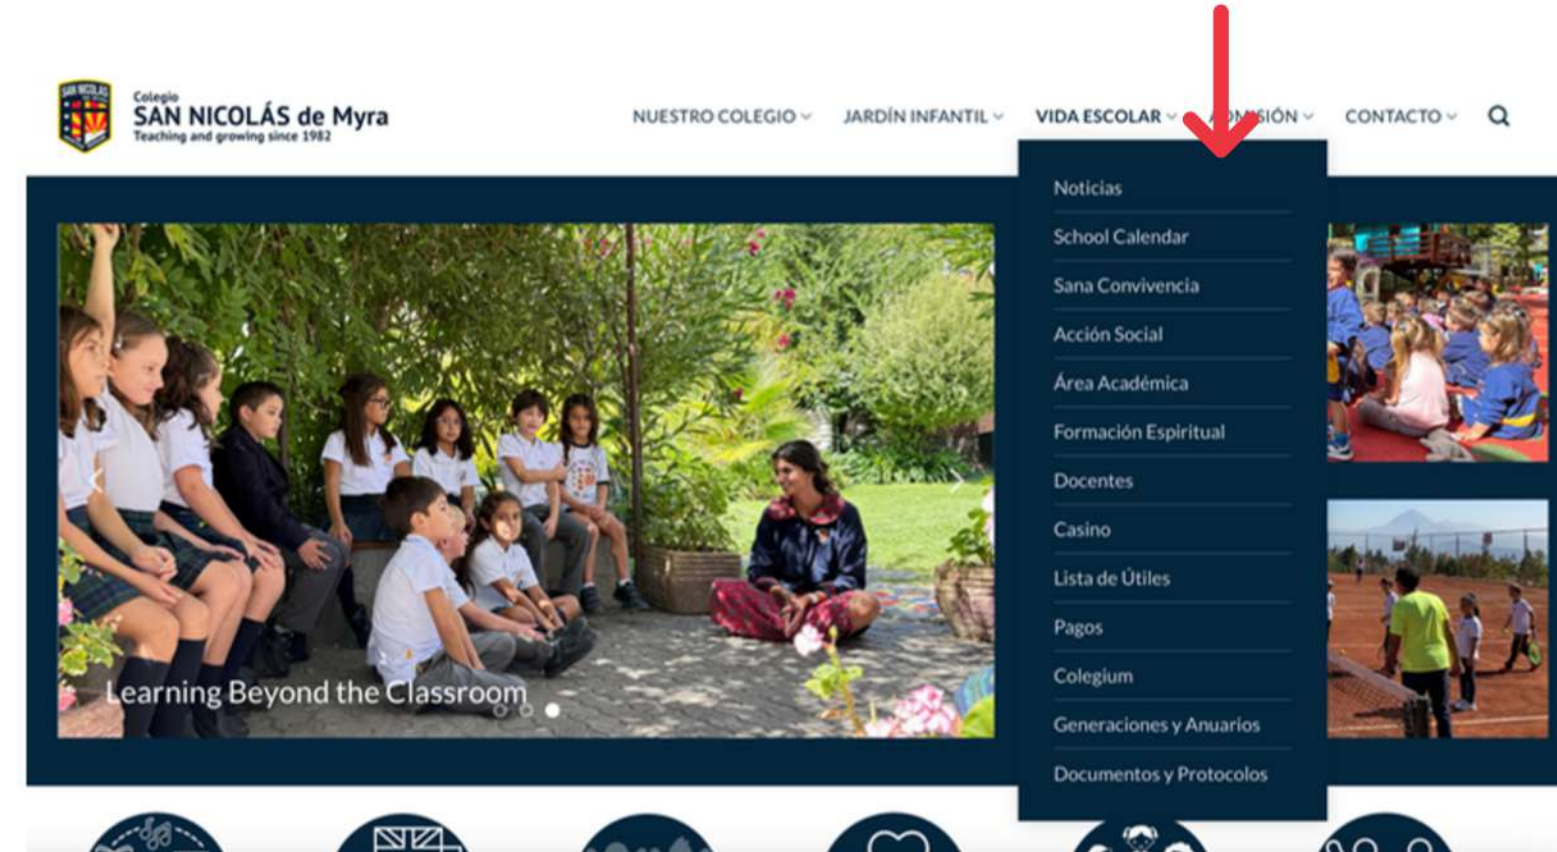 Colegio
SAN NICOLÁS de Myra
Teaching and growing since 1982
NUESTRO COLEGIO
JARDÍN INFANTIL
VIDA ESCOLAR
ADMISIÓN
CONTACTO
Noticias
School Calendar
Sana Convivencia
Acción Social
Área Académica
Formación Espiritual
Docentes
Casino
Lista de Útiles
Pagos
Colegium
Generaciones y Anuarios
Documentos y Protocolos
Learning Beyond the Classroom